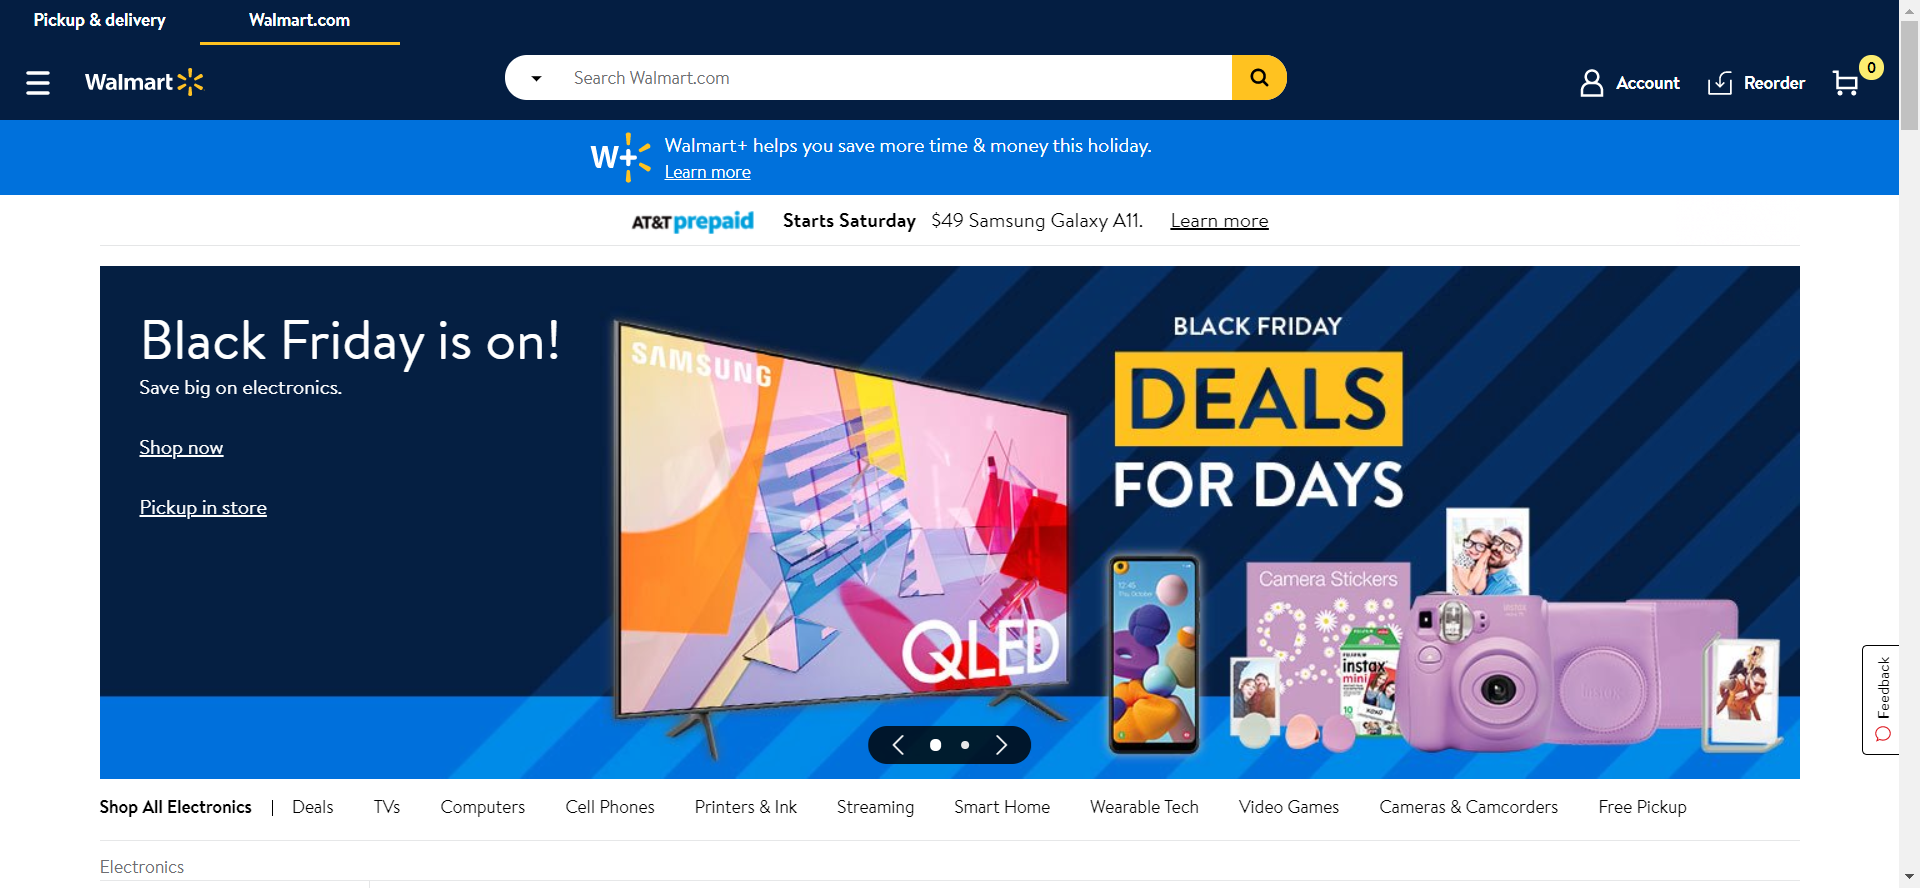 Pickup & delivery
Walmart.com
Walmart
Search Walmart.com
Account
Reorder
0
W+
Walmart+ helps you save more time & money this holiday.
Learn more
AT&T prepaid
Starts Saturday $49 Samsung Galaxy A11. Learn more
Black Friday is on!
Save big on electronics.
Shop now
Pickup in store
SAMSUNG
QLED
BLACK FRIDAY
DEALS
FOR DAYS
12:45
Camera Stickers
FUJIFILM
instax
mini
10
Feedback
Shop All Electronics | Deals TVs Computers Cell Phones Printers & Ink Streaming Smart Home Wearable Tech Video Games Cameras & Camcorders Free Pickup
Electronics